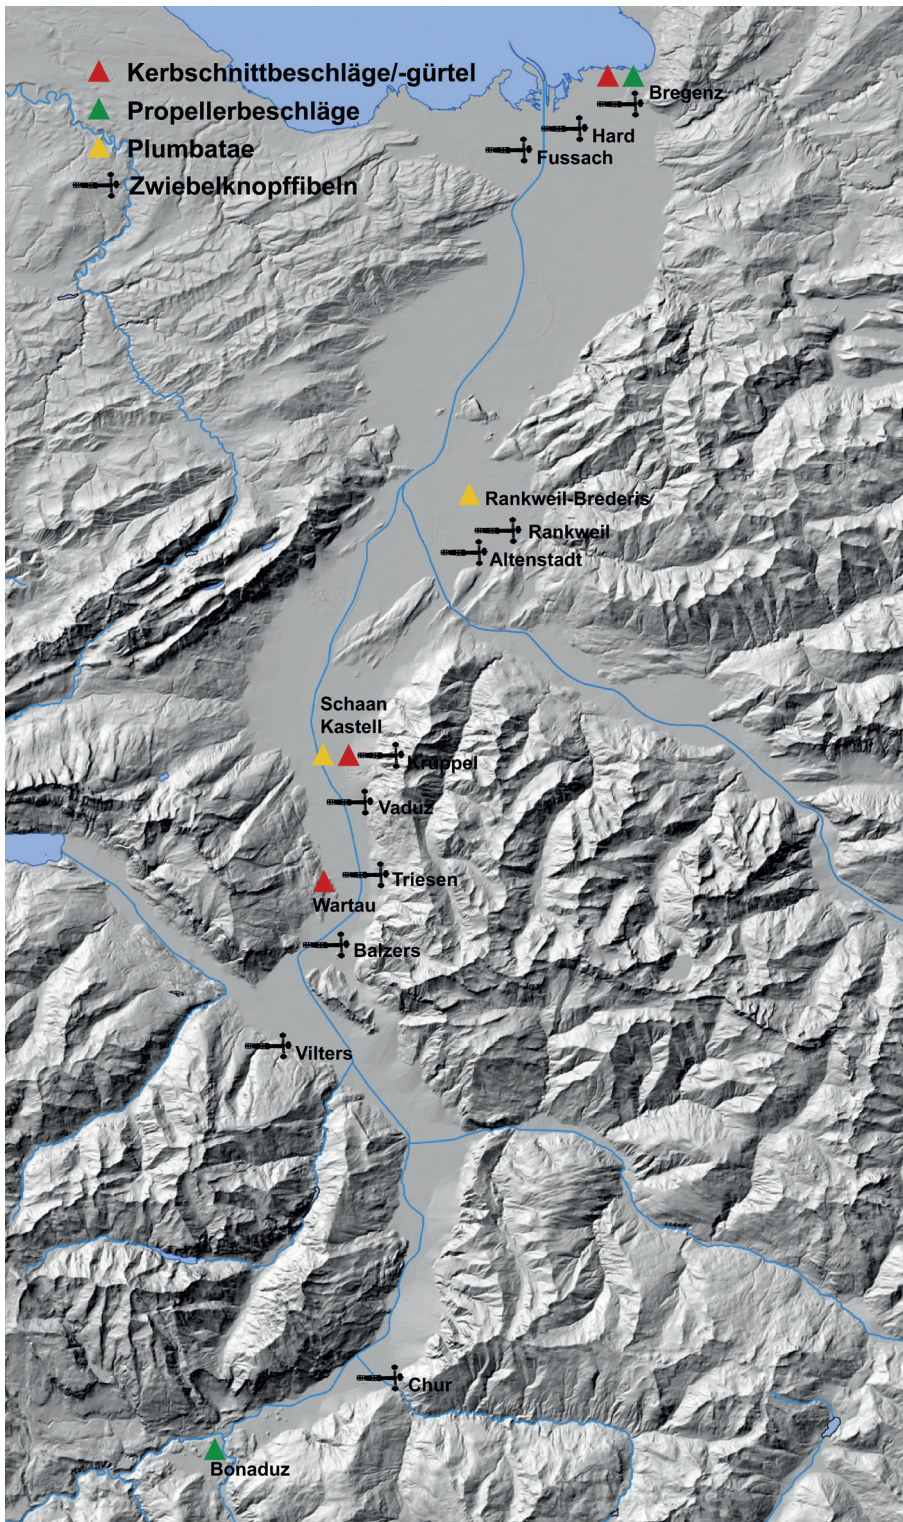 Kerbschnittbeschläge/-gürtel
Propellerbeschläge
Plumbatae
Zwiebelknopffibeln
Bregenz
Hard
Fussach
Rankweil-Brederis
Rankweil
Altenstadt
Schaan
Kastell
Krüppel
Vaduz
Triesen
Wartau
Balzers
Vilters
Chur
Bonaduz